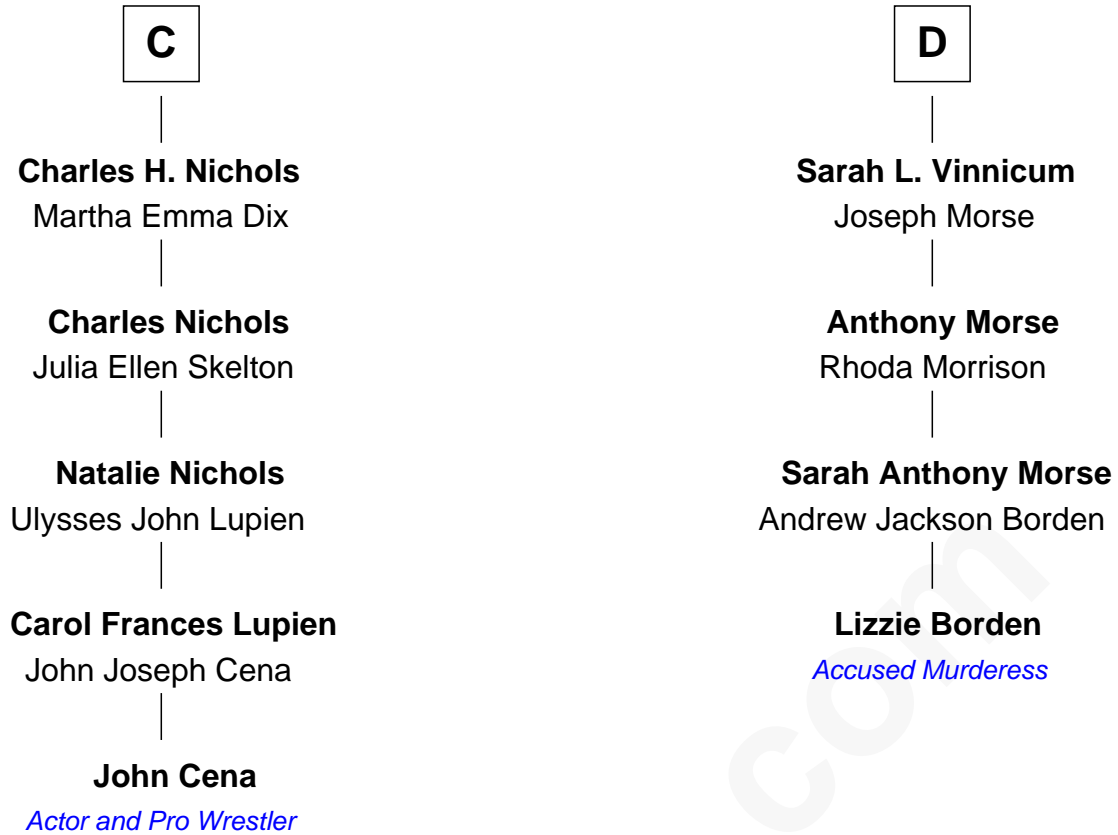 C
Charles H. Nichols
Martha Emma Dix
Charles Nichols
Julia Ellen Skelton
Natalie Nichols
Ulysses John Lupien
Carol Frances Lupien
John Joseph Cena
John Cena
Actor and Pro Wrestler
D
Sarah L. Vinnicum
Joseph Morse
Anthony Morse
Rhoda Morrison
Sarah Anthony Morse
Andrew Jackson Borden
Lizzie Borden
Accused Murderess
com